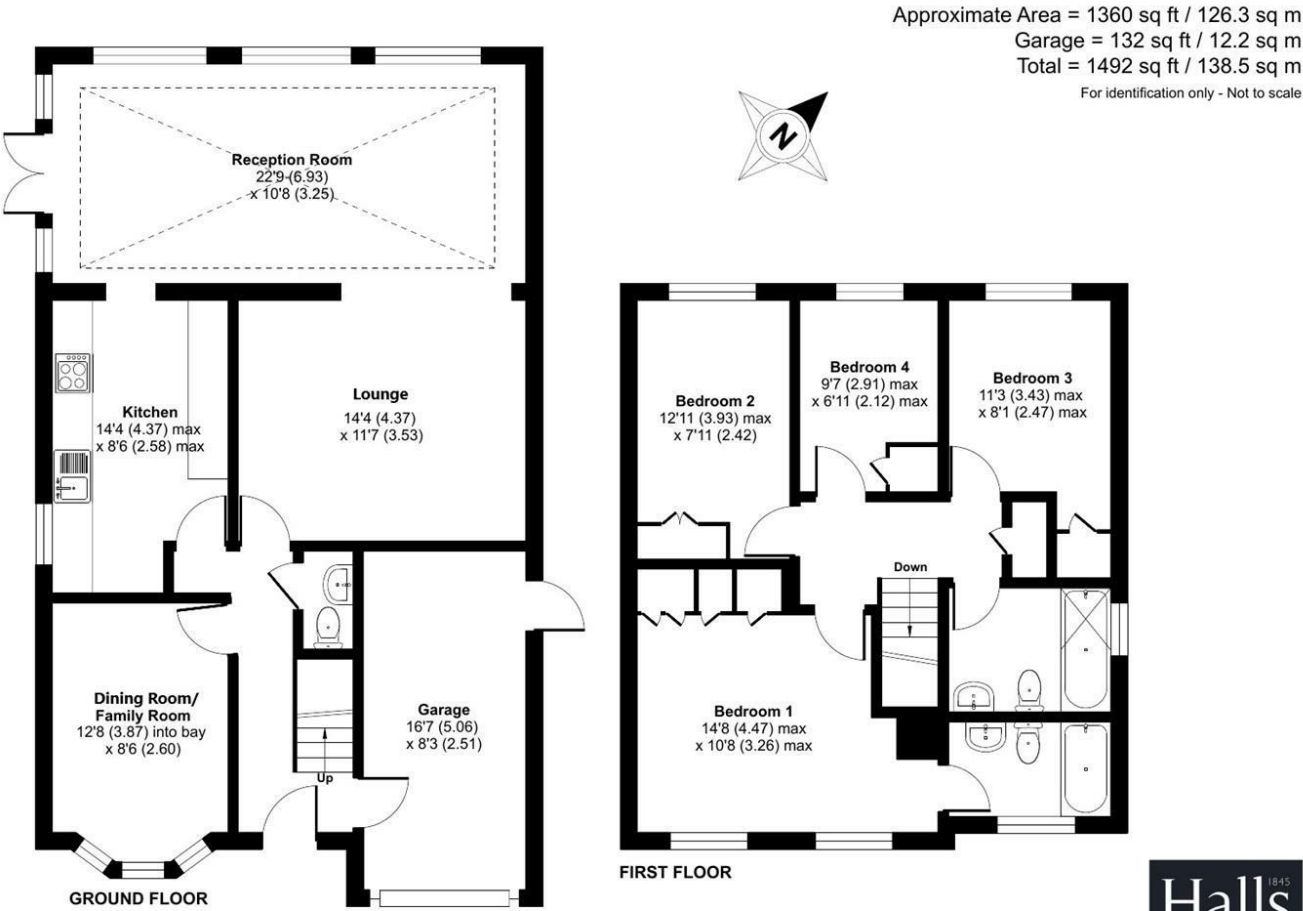 Approximate Area = 1360 sq ft / 126.3 sq m
Garage = 132 sq ft / 12.2 sq m
Total = 1492 sq ft / 138.5 sq m
For identification only - Not to scale
N
Reception Room
22'9 (6.93)
x 10'8 (3.25)
Kitchen
14'4 (4.37) max
x 8'6 (2.58) max
Lounge
14'4 (4.37)
x 11'7 (3.53)
Dining Room/
Family Room
12'8 (3.87) into bay
x 8'6 (2.60)
Up
Garage
16'7 (5.06)
x 8'3 (2.51)
GROUND FLOOR
Bedroom 2
12'11 (3.93) max
x 7'11 (2.42)
Bedroom 4
9'7 (2.91) max
x 6'11 (2.12) max
Bedroom 3
11'3 (3.43) max
x 8'1 (2.47) max
Down
Bedroom 1
14'8 (4.47) max
x 10'8 (3.26) max
FIRST FLOOR
Halls
1845